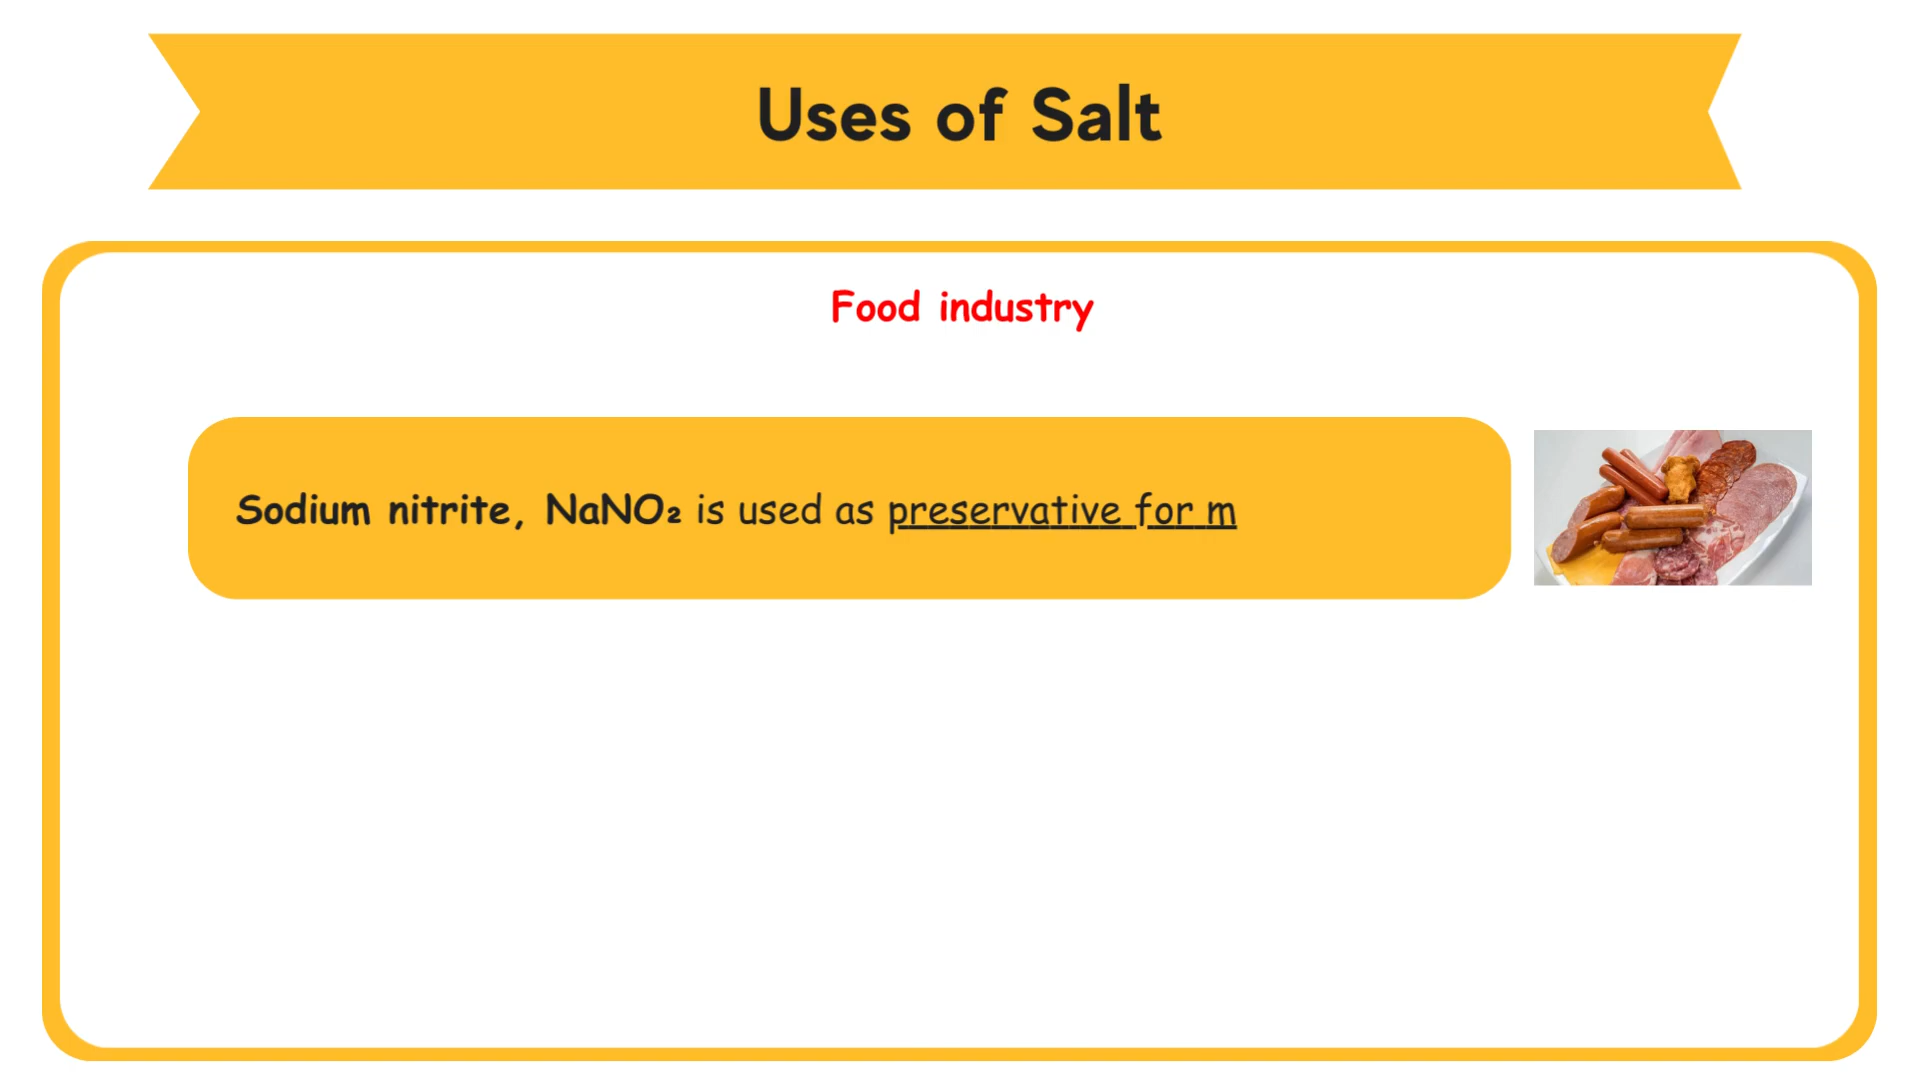 Uses of Salt
Food industry
Sodium nitrite, NaNO₂ is used as preservative for m